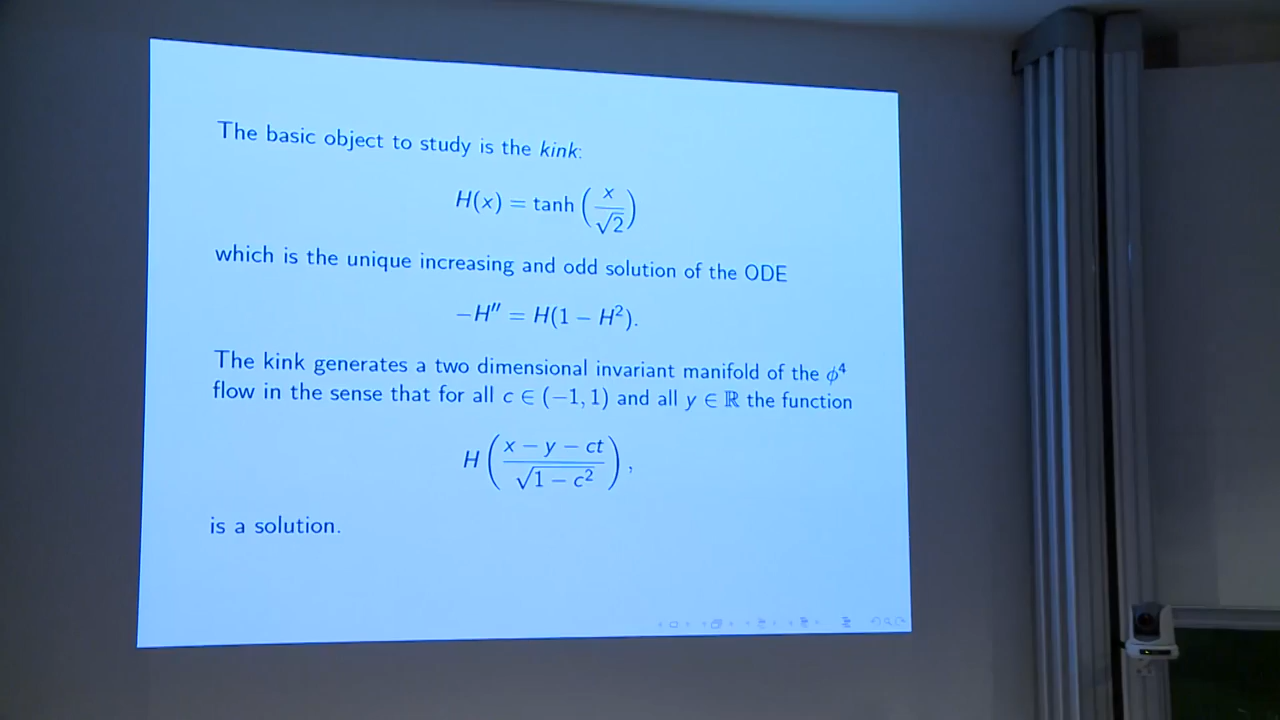 The basic object to study is the kink:
H(x) = tanh (x/√2)
which is the unique increasing and odd solution of the ODE
−H″ = H(1 − H²).
The kink generates a two dimensional invariant manifold of the ϕ⁴
flow in the sense that for all c ∈ (−1, 1) and all y ∈ ℝ the function
H ((x − y − ct)/√(1 − c²)),
is a solution.